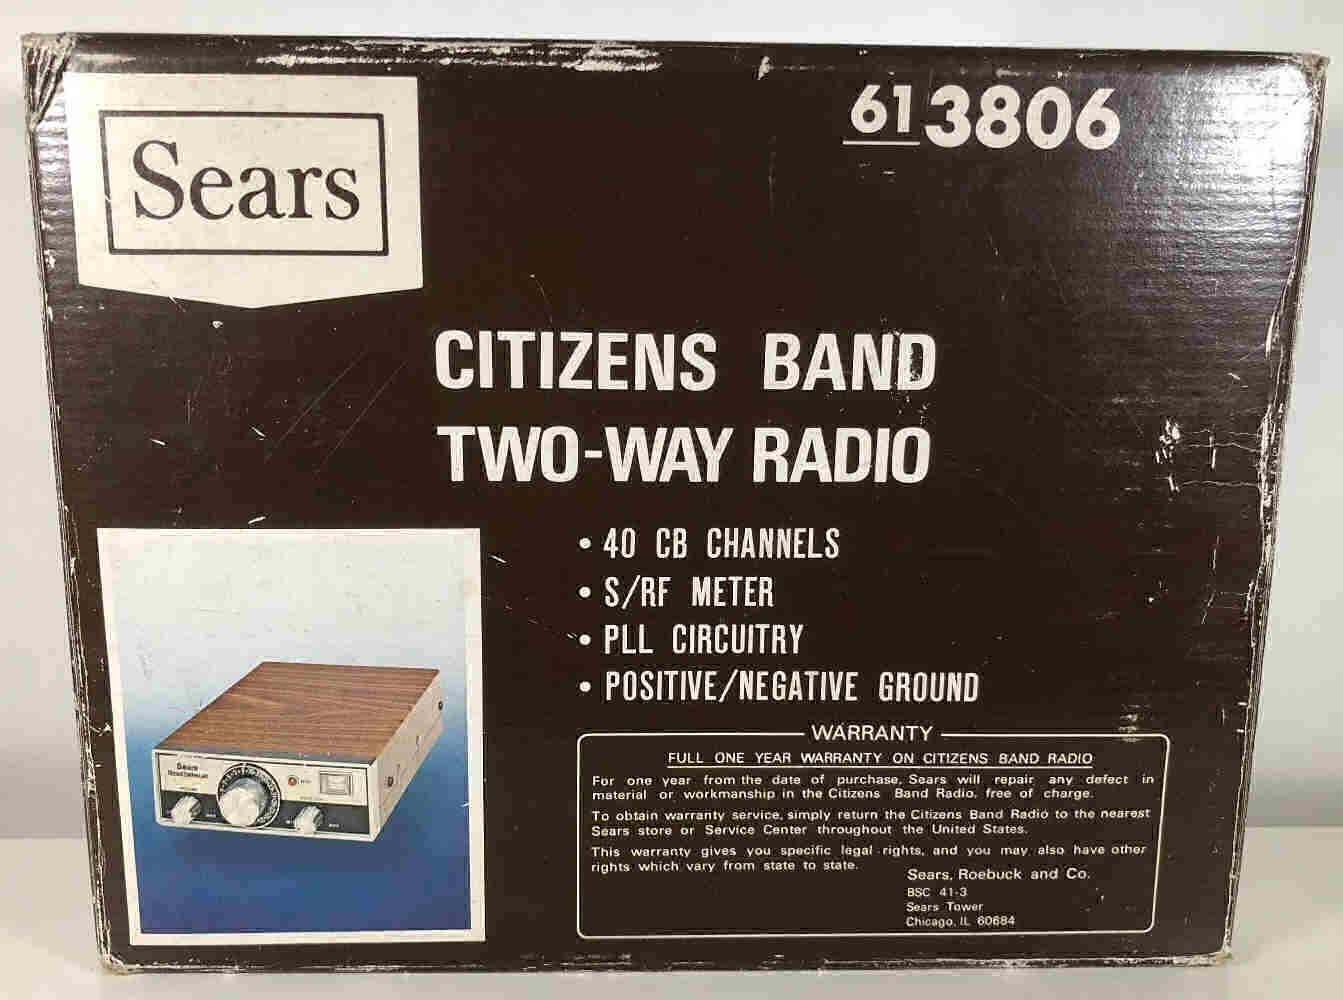 Sears
61 3806
CITIZENS BAND
TWO-WAY RADIO
• 40 CB CHANNELS
• S/RF METER
• PLL CIRCUITRY
• POSITIVE/NEGATIVE GROUND
Sears
WARRANTY
FULL ONE YEAR WARRANTY ON CITIZENS BAND RADIO
For one year from the date of purchase, Sears will repair any defect in
material or workmanship in the Citizens Band Radio. free of charge.
To obtain warranty service, simply return the Citizens Band Radio to the nearest
Sears store or Service Center throughout the United States.
This warranty gives you specific legal rights, and you may also have other
rights which vary from state to state.
Sears, Roebuck and Co.
BSC 41-3
Sears Tower
Chicago, IL 60684